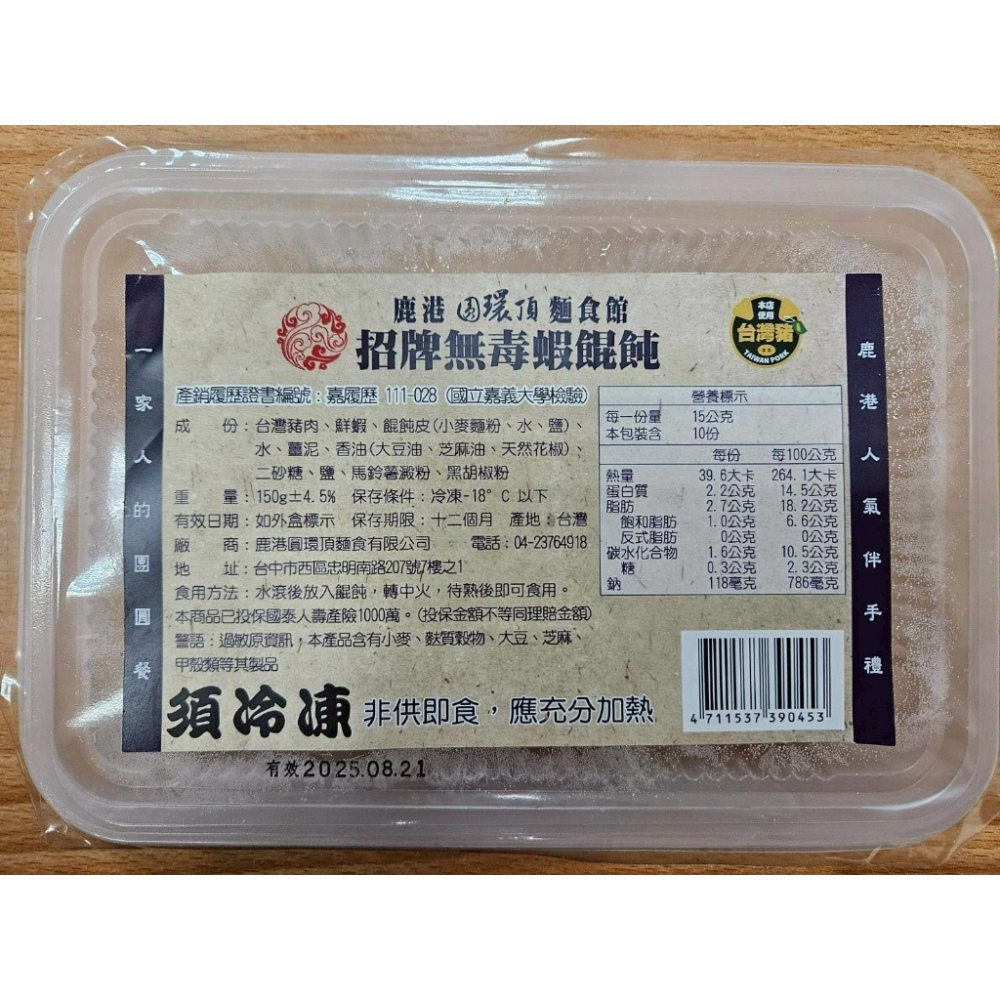 鹿港 圓環頂 麵食館
招牌無毒蝦餛飩
本店
使用
台灣豬
TAIWAN PORK
一家人的團圓餐
鹿港人氣伴手禮
產銷履歷證書編號：嘉履歷 111-028 (國立嘉義大學檢驗)
成　份：台灣豬肉、鮮蝦、餛飩皮(小麥麵粉、水、鹽)、
水、薑泥、香油(大豆油、芝麻油、天然花椒)、
二砂糖、鹽、馬鈴薯澱粉、黑胡椒粉
重　量：150g±4.5%　保存條件：冷凍-18°C 以下
有效日期：如外盒標示　保存期限：十二個月　產地：台灣
廠　商：鹿港圓環頂麵食有限公司　電話：04-23764918
地　址：台中市西區忠明南路207號7樓之1
食用方法：水滾後放入餛飩，轉中火，待熟後即可食用。
本商品已投保國泰人壽產險1000萬。(投保金額不等同理賠金額)
警語：過敏原資訊，本產品含有小麥、麩質穀物、大豆、芝麻、
甲殼類等其製品
須冷凍 非供即食，應充分加熱
營養標示
每一份量　15公克
本包裝含　10份
每份　每100公克
熱量　39.6大卡　264.1大卡
蛋白質　2.2公克　14.5公克
脂肪　2.7公克　18.2公克
飽和脂肪　1.0公克　6.6公克
反式脂肪　0公克　0公克
碳水化合物　1.6公克　10.5公克
糖　0.3公克　2.3公克
鈉　118毫克　786毫克
4 711537 390453
有效2025.08.21